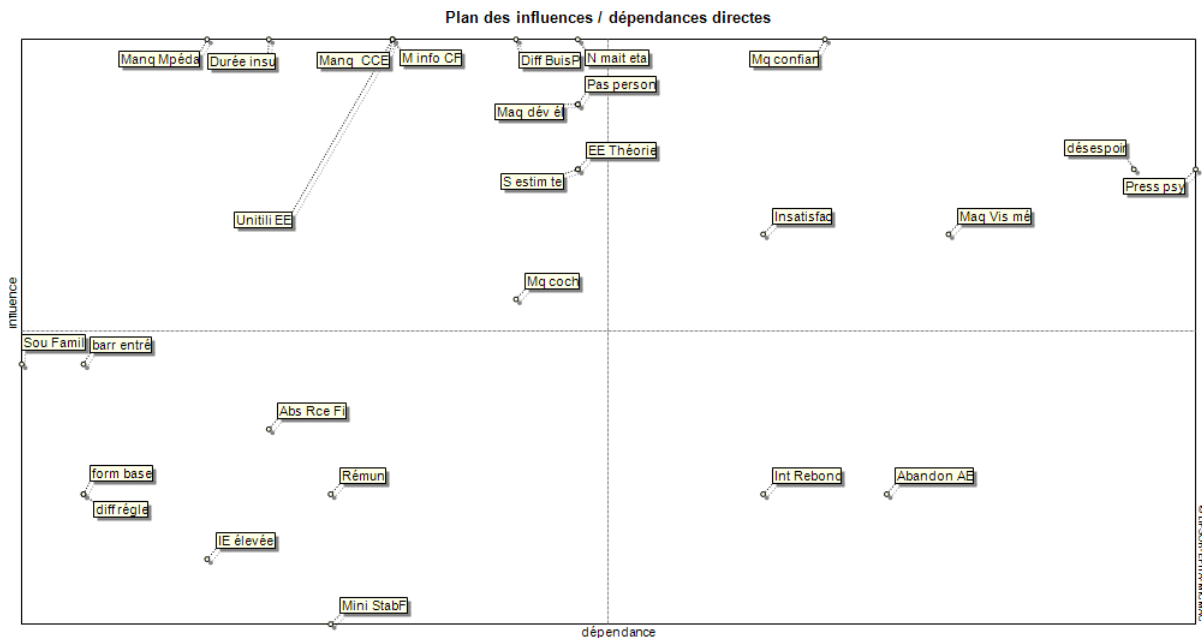 Plan des influences / dépendances directes
Manq Mpéda
Durée insu
Manq CCE
M info CF
Diff BuisP
N mait eta
Mq confian
Pas person
Maq dév él
EE Théorie
S estim te
désespoir
Press psy
Unitili EE
Insatisfac
Maq Vis mé
Mq coch
influence
Sou Famil
barr entré
Abs Rce Fi
form base
diff règle
Rémun
Int Rebond
Abandon AE
IE élevée
Mini StabF
dépendance